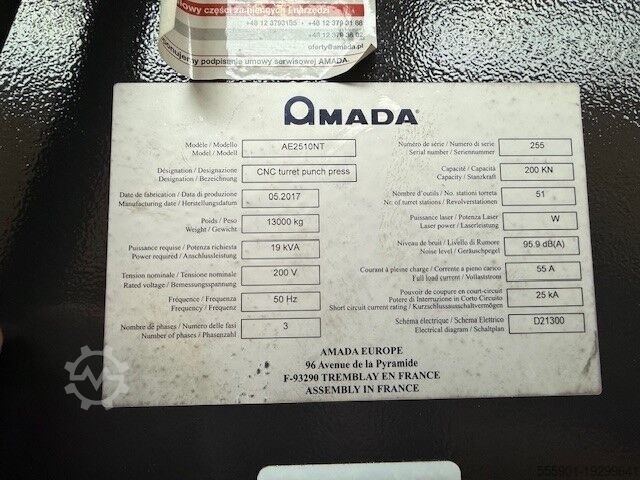 części zamiennych i narzędzi
+48 12 3793155 • +48 12 379 31 68
+48 12 379 36 02
oferty@amada.pl
podpisanie umowy serwisowej AMADA.
AMADA
Modèle / Modello
Model / Modell
AE2510NT
Désignation / Designazione
Designation / Bezeichnung
CNC turret punch press
Date de fabrication / Data di produzione
Manufacturing date / Herstellungsdatum
05.2017
Poids / Peso
Weight / Gewicht
13000 kg
Puissance requise / Potenza richiesta
Power required / Anschlussleistung
19 kVA
Tension nominale / Tensione nominale
Rated voltage / Bemessungsspannung
200 V
Fréquence / Frequenza
Frequency / Frequenz
50 Hz
Nombre de phases / Numero delle fasi
Number of phases / Phasenzahl
3
Numéro de série / Numero di serie
Serial number / Seriennummer
255
Capacité / Capacità
Capacity / Stanzkraft
200 KN
Nombre d'outils / No. stationi torreta
No. of turret stations / Revolverstationen
51
Puissance laser / Potenza Laser
Laser power / Laserleistung
W
Niveau de bruit / Livello di Rumore
Noise level / Geräuschpegel
95.9 dB(A)
Courant à pleine charge / Corrente a pieno carico
Full load current / Vollaststrom
55 A
Pouvoir de coupure en court-circuit
Potere di Interruzione in Corto Circuito
Short circuit current rating / Kurzschlussausschaltvermögen
25 kA
Schéma électrique / Schema Elettrico
Electrical diagram / Schaltplan
D21300
AMADA EUROPE
96 Avenue de la Pyramide
F-93290 TREMBLAY EN FRANCE
ASSEMBLY IN FRANCE